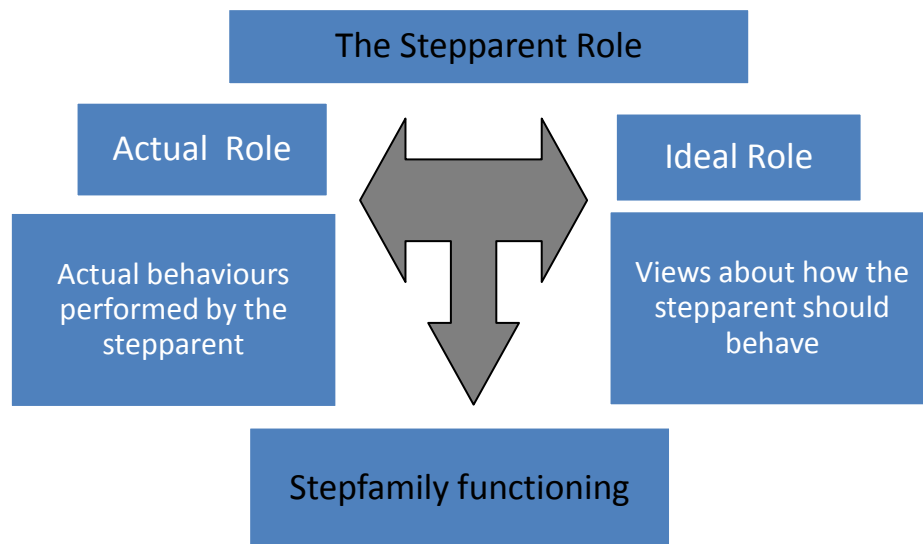 The Stepparent Role
Actual  Role
Ideal Role
Actual behaviours
performed by the
stepparent
Views about how the
stepparent should
behave
Stepfamily functioning